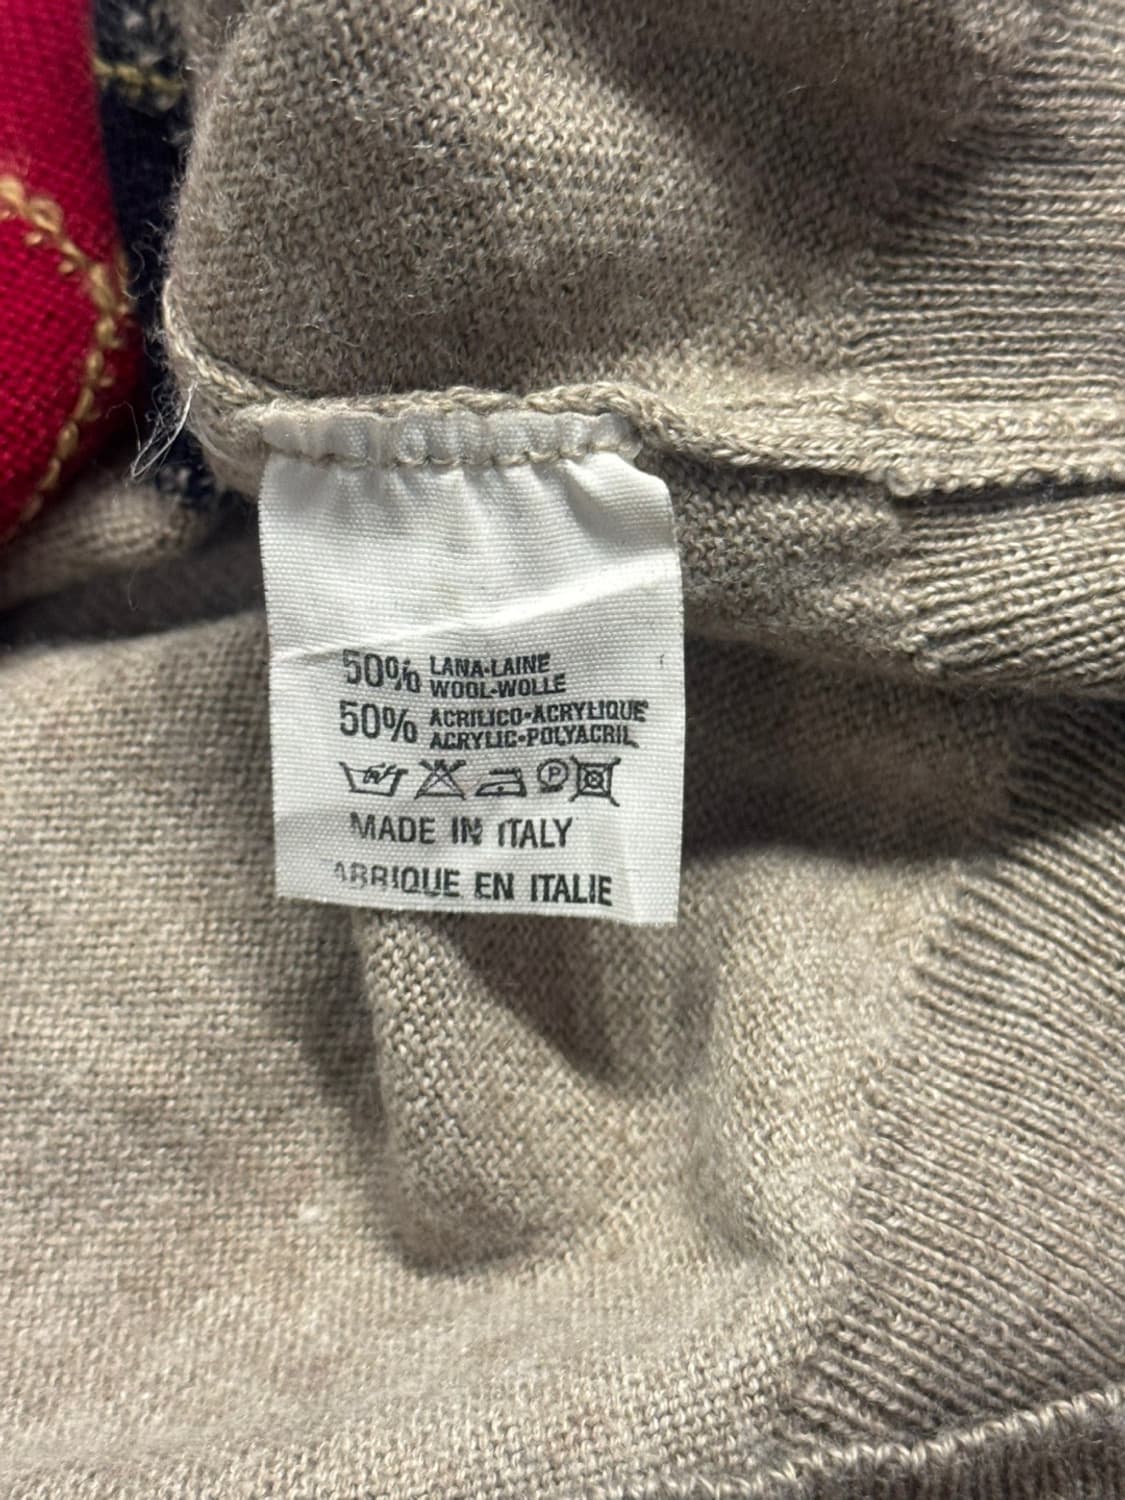 50% LANA-LAINE
WOOL-WOLLE
50% ACRILICO-ACRYLIQUE
ACRYLIC-POLYACRIL
P
MADE IN ITALY
ABRIQUE EN ITALIE